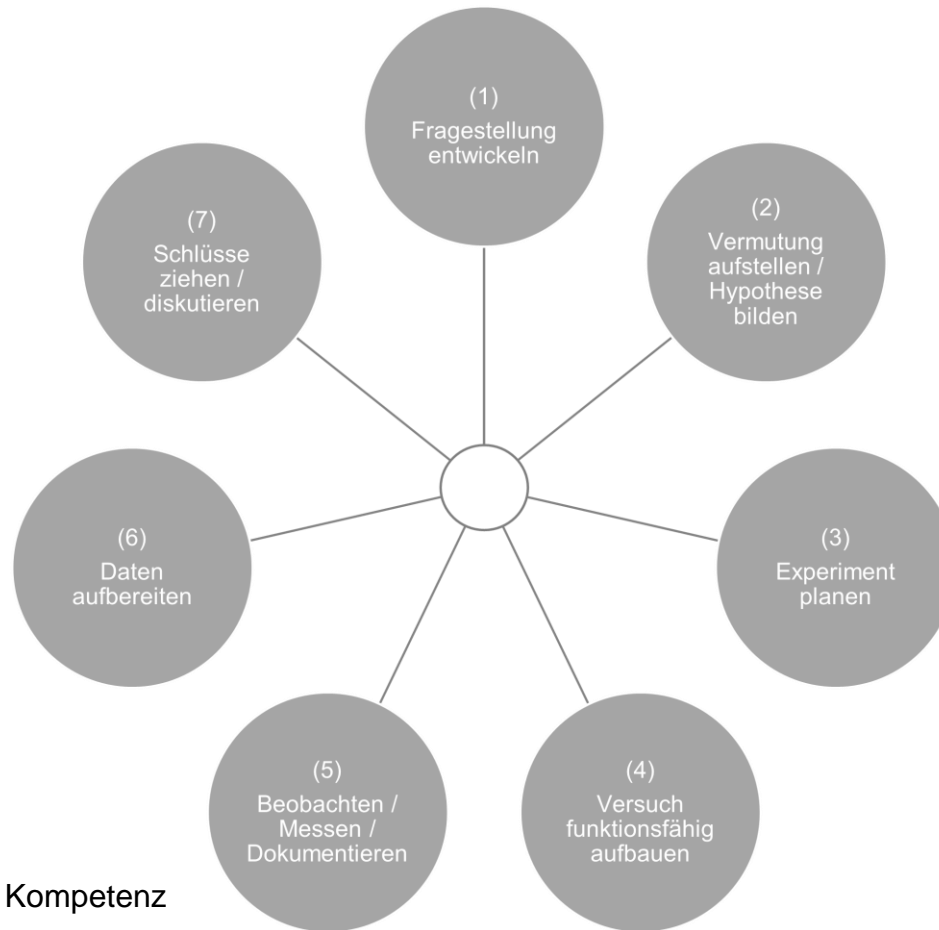 (1)
Fragestellung
entwickeln
(2)
Vermutung
aufstellen /
Hypothese
bilden
(3)
Experiment
planen
(4)
Versuch
funktionsfähig
aufbauen
(5)
Beobachten /
Messen /
Dokumentieren
(6)
Daten
aufbereiten
(7)
Schlüsse
ziehen /
diskutieren
Kompetenz